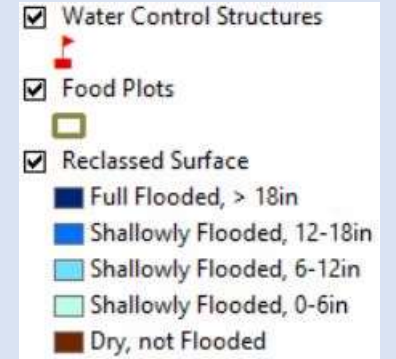 Water Control Structures
Food Plots
Reclassed Surface
Full Flooded, > 18in
Shallowly Flooded, 12-18in
Shallowly Flooded, 6-12in
Shallowly Flooded, 0-6in
Dry, not Flooded